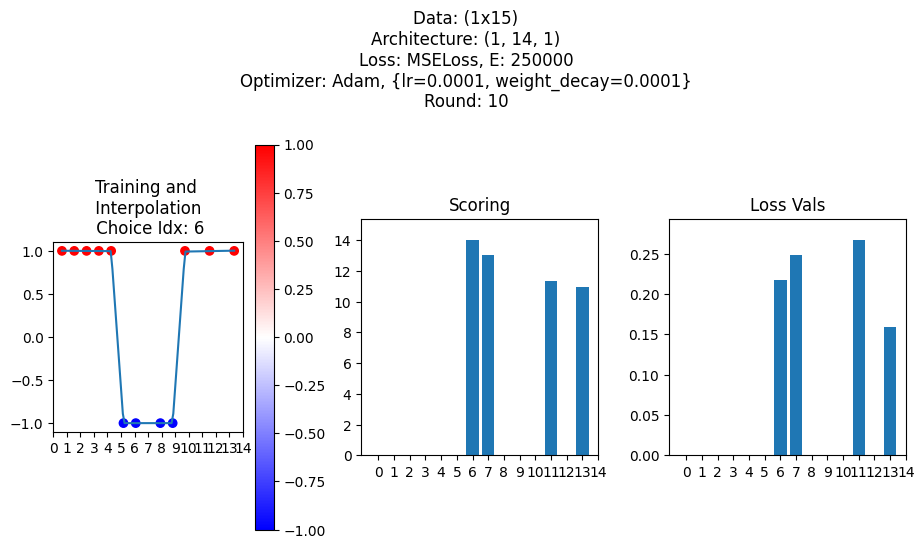 Data: (1x15)
Architecture: (1, 14, 1)
Loss: MSELoss, E: 250000
Optimizer: Adam, {lr=0.0001, weight_decay=0.0001}
Round: 10
Training and
Interpolation
Choice Idx: 6
1.0
0.5
0.0
−0.5
−1.0
0 1 2 3 4 5 6 7 8 9 10 11 12 13 14
1.00
0.75
0.50
0.25
0.00
−0.25
−0.50
−0.75
−1.00
Scoring
14
12
10
8
6
4
2
0
0 1 2 3 4 5 6 7 8 9 10 11 12 13 14
Loss Vals
0.25
0.20
0.15
0.10
0.05
0.00
0 1 2 3 4 5 6 7 8 9 10 11 12 13 14